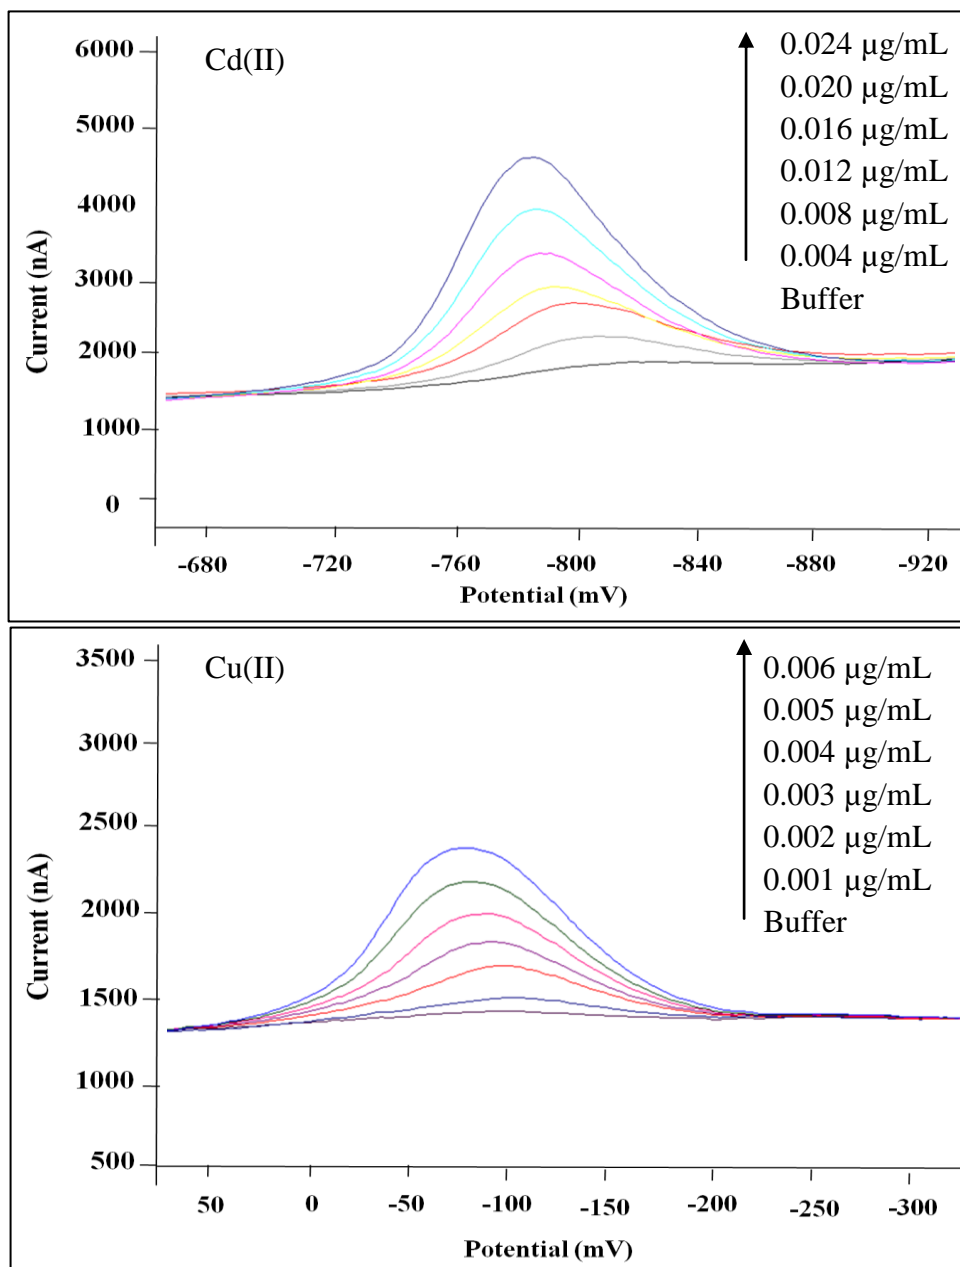 Cd(II)
0.024 µg/mL
0.020 µg/mL
0.016 µg/mL
0.012 µg/mL
0.008 µg/mL
0.004 µg/mL
Buffer
6000
5000
4000
3000
2000
1000
0
Current (nA)
-680 -720 -760 -800 -840 -880 -920
Potential (mV)
Cu(II)
0.006 µg/mL
0.005 µg/mL
0.004 µg/mL
0.003 µg/mL
0.002 µg/mL
0.001 µg/mL
Buffer
3500
3000
2500
2000
1500
1000
500
Current (nA)
50 0 -50 -100 -150 -200 -250 -300
Potential (mV)